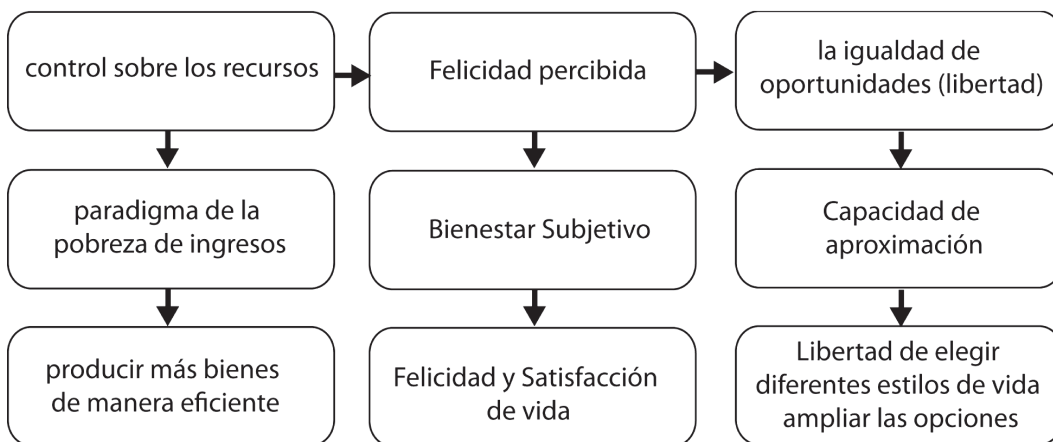 control sobre los recursos
Felicidad percibida
la igualdad de
oportunidades (libertad)
paradigma de la
pobreza de ingresos
Bienestar Subjetivo
Capacidad de
aproximación
producir más bienes
de manera eficiente
Felicidad y Satisfacción
de vida
Libertad de elegir
diferentes estilos de vida
ampliar las opciones